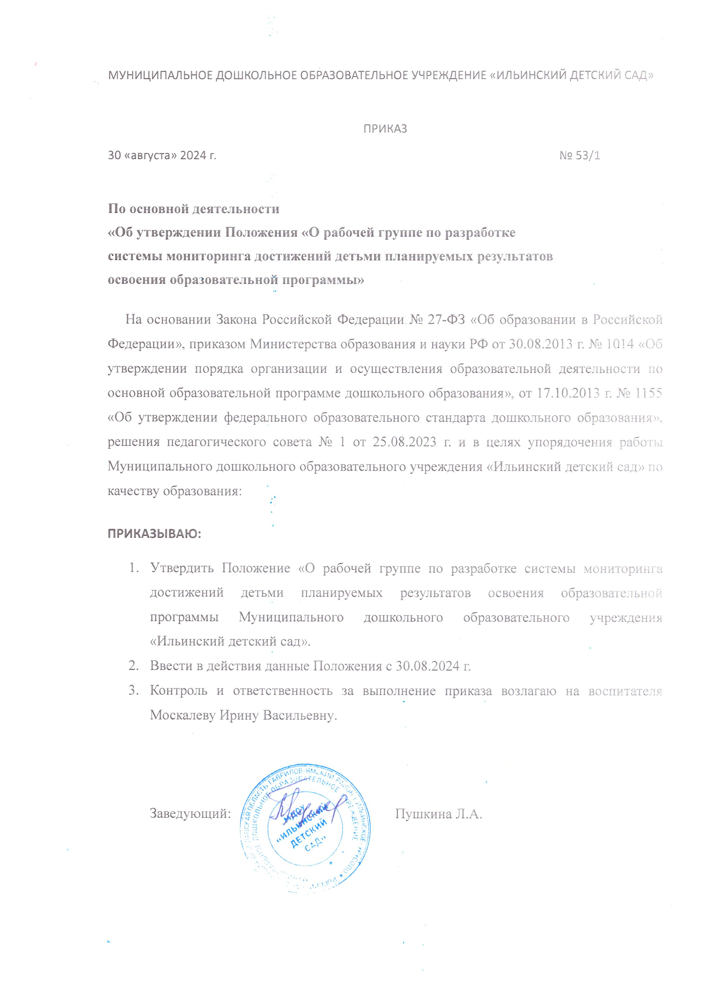 МУНИЦИПАЛЬНОЕ ДОШКОЛЬНОЕ ОБРАЗОВАТЕЛЬНОЕ УЧРЕЖДЕНИЕ «ИЛЬИНСКИЙ ДЕТСКИЙ САД»
ПРИКАЗ
30 «августа» 2024 г. № 53/1
По основной деятельности
«Об утверждении Положения «О рабочей группе по разработке
системы мониторинга достижений детьми планируемых результатов
освоения образовательной программы»
На основании Закона Российской Федерации № 27-ФЗ «Об образовании в Российской
Федерации», приказом Министерства образования и науки РФ от 30.08.2013 г. № 1014 «Об
утверждении порядка организации и осуществления образовательной деятельности по
основной образовательной программе дошкольного образования», от 17.10.2013 г. № 1155
«Об утверждении федерального образовательного стандарта дошкольного образования»,
решения педагогического совета № 1 от 25.08.2023 г. и в целях упорядочения работы
Муниципального дошкольного образовательного учреждения «Ильинский детский сад» по
качеству образования:
ПРИКАЗЫВАЮ:
1. Утвердить Положение «О рабочей группе по разработке системы мониторинга
достижений детьми планируемых результатов освоения образовательной
программы Муниципального дошкольного образовательного учреждения
«Ильинский детский сад».
2. Ввести в действия данные Положения с 30.08.2024 г.
3. Контроль и ответственность за выполнение приказа возлагаю на воспитателя
Москалеву Ирину Васильевну.
Заведующий: Пушкина Л.А.
ОБЛАСТЬ ГАВРИЛОВ-ЯМСКИЙ РАЙОН
ДОШКОЛЬНОЕ ОБРАЗОВАТЕЛЬНОЕ УЧРЕЖДЕНИЕ
МДОУ
«ИЛЬИНСКИЙ
ДЕТСКИЙ
САД»